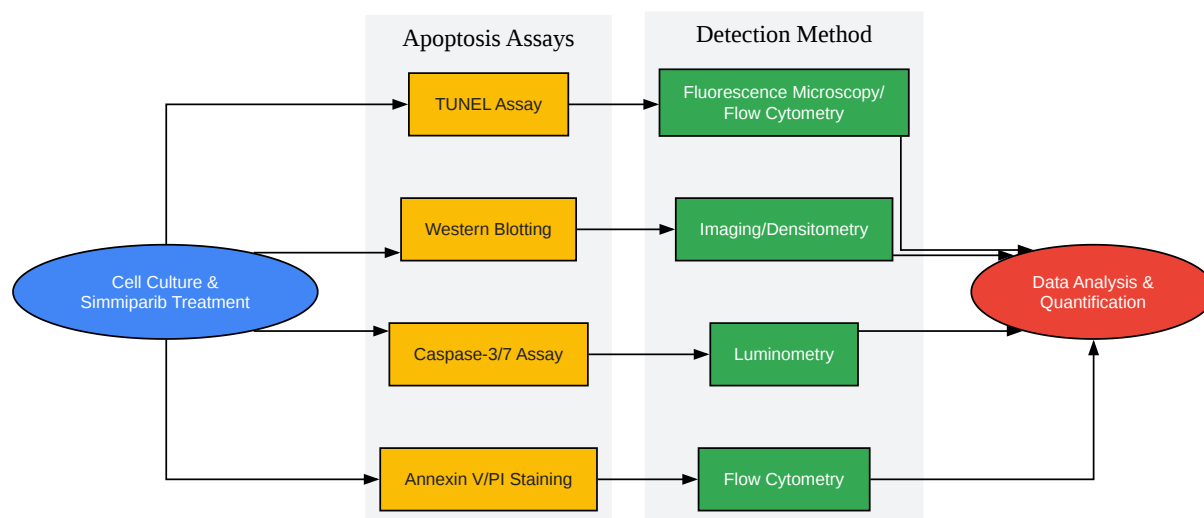 Apoptosis Assays
Detection Method
TUNEL Assay
Fluorescence Microscopy/
Flow Cytometry
Western Blotting
Imaging/Densitometry
Cell Culture &
Simmiparib Treatment
Data Analysis &
Quantification
Caspase-3/7 Assay
Luminometry
Annexin V/PI Staining
Flow Cytometry